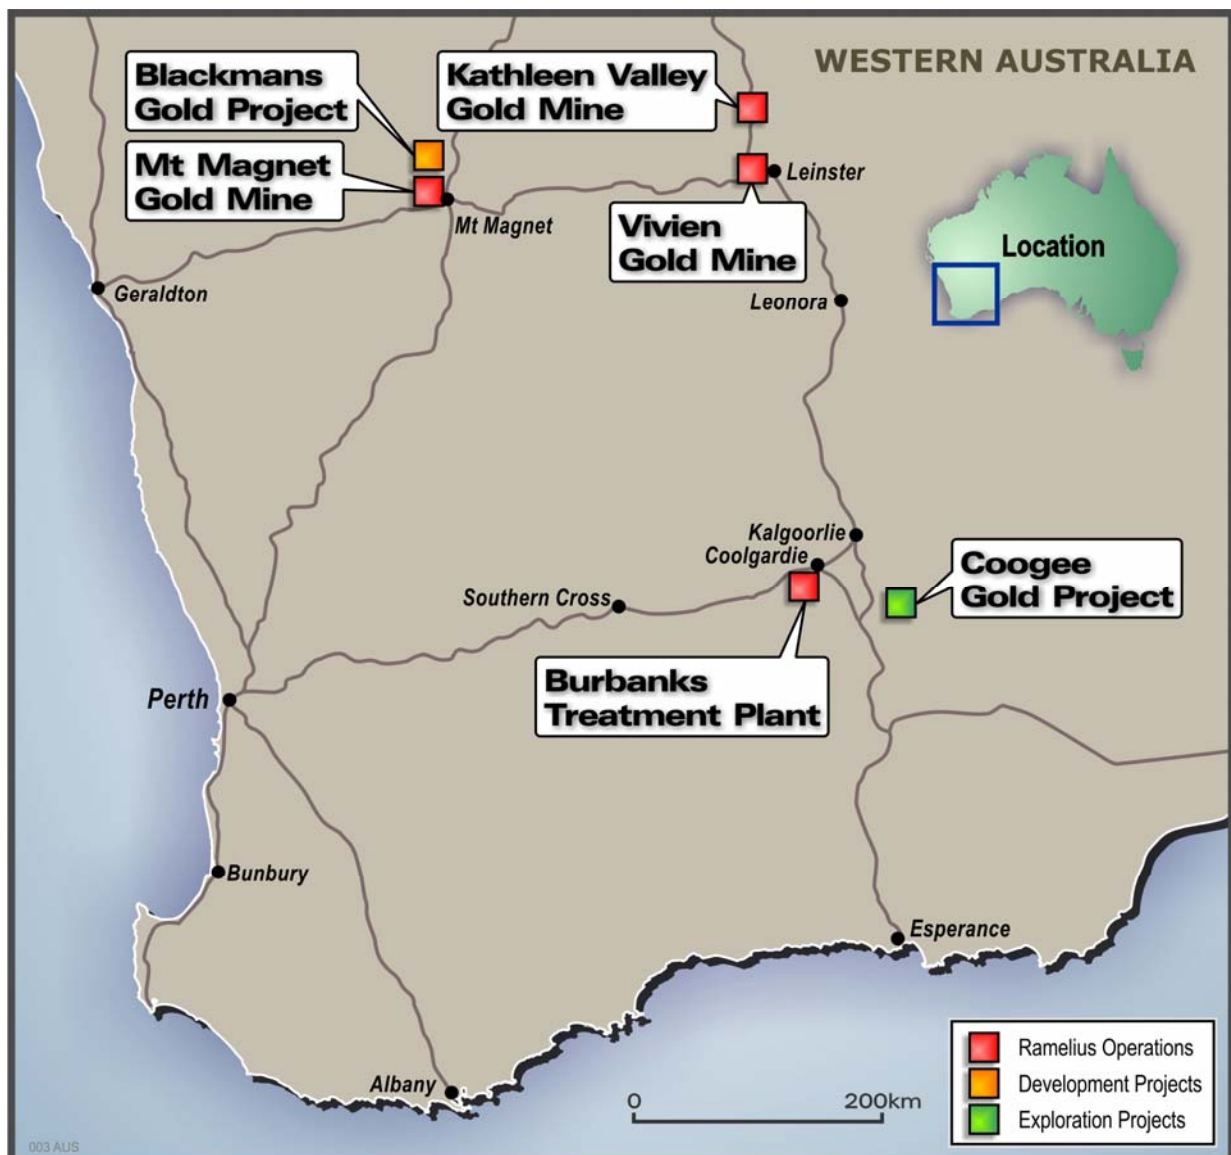 WESTERN AUSTRALIA
Blackmans
Gold Project
Kathleen Valley
Gold Mine
Mt Magnet
Gold Mine
Leinster
Mt Magnet
Vivien
Gold Mine
Location
Geraldton
Leonora
Kalgoorlie
Coolgardie
Coogee
Gold Project
Southern Cross
Burbanks
Treatment Plant
Perth
Bunbury
Esperance
Albany
0 200km
Ramelius Operations
Development Projects
Exploration Projects
003 AUS